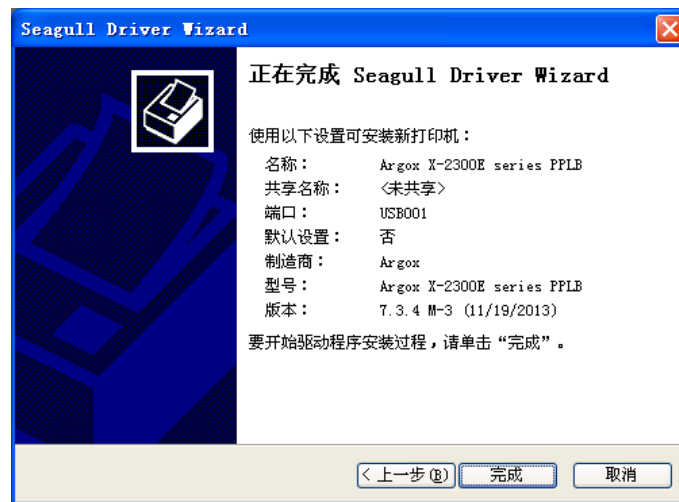 Seagull Driver Wizard
正在完成 Seagull Driver Wizard
使用以下设置可安装新打印机：
名称： Argox X-2300E series PPLB
共享名称： <未共享>
端口： USB001
默认设置： 否
制造商： Argox
型号： Argox X-2300E series PPLB
版本： 7.3.4 M-3 (11/19/2013)
要开始驱动程序安装过程，请单击“完成”。
< 上一步(B) 完成 取消